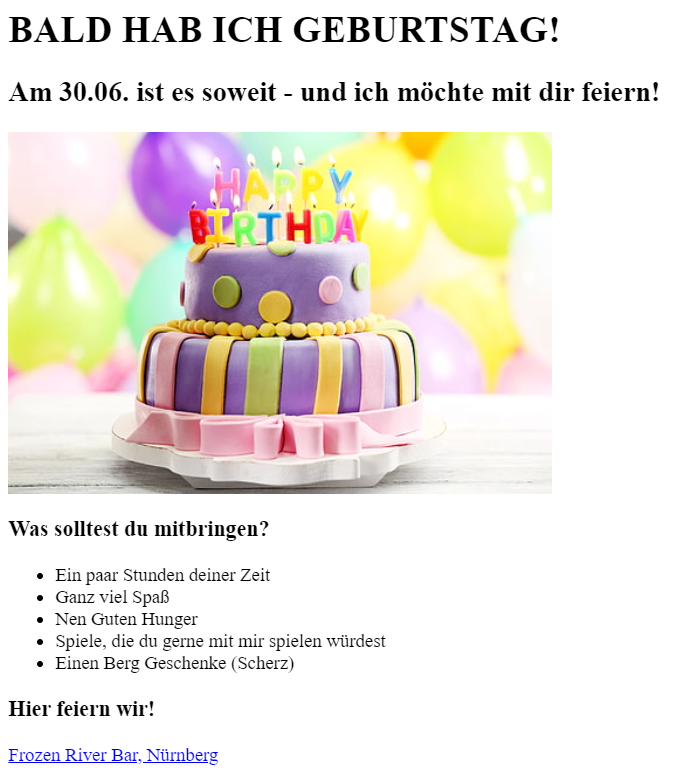 BALD HAB ICH GEBURTSTAG!
Am 30.06. ist es soweit - und ich möchte mit dir feiern!
HAPPY
BIRTHDAY
Was solltest du mitbringen?
Ein paar Stunden deiner Zeit
Ganz viel Spaß
Nen Guten Hunger
Spiele, die du gerne mit mir spielen würdest
Einen Berg Geschenke (Scherz)
Hier feiern wir!
Frozen River Bar, Nürnberg